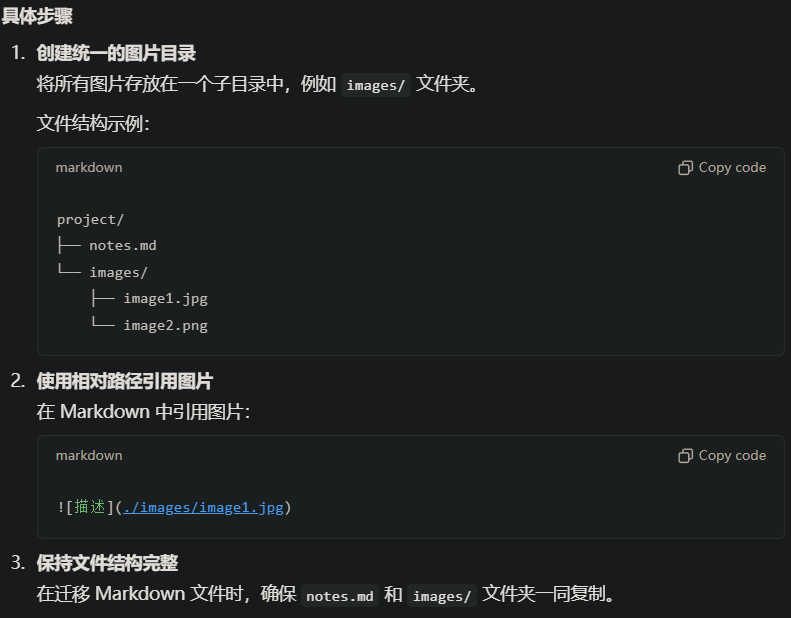 具体步骤
1. 创建统一的图片目录
将所有图片存放在一个子目录中，例如 images/ 文件夹。
文件结构示例：
markdown
Copy code
project/
├── notes.md
└── images/
    ├── image1.jpg
    └── image2.png
2. 使用相对路径引用图片
在 Markdown 中引用图片：
markdown
Copy code
![描述](./images/image1.jpg)
3. 保持文件结构完整
在迁移 Markdown 文件时，确保 notes.md 和 images/ 文件夹一同复制。